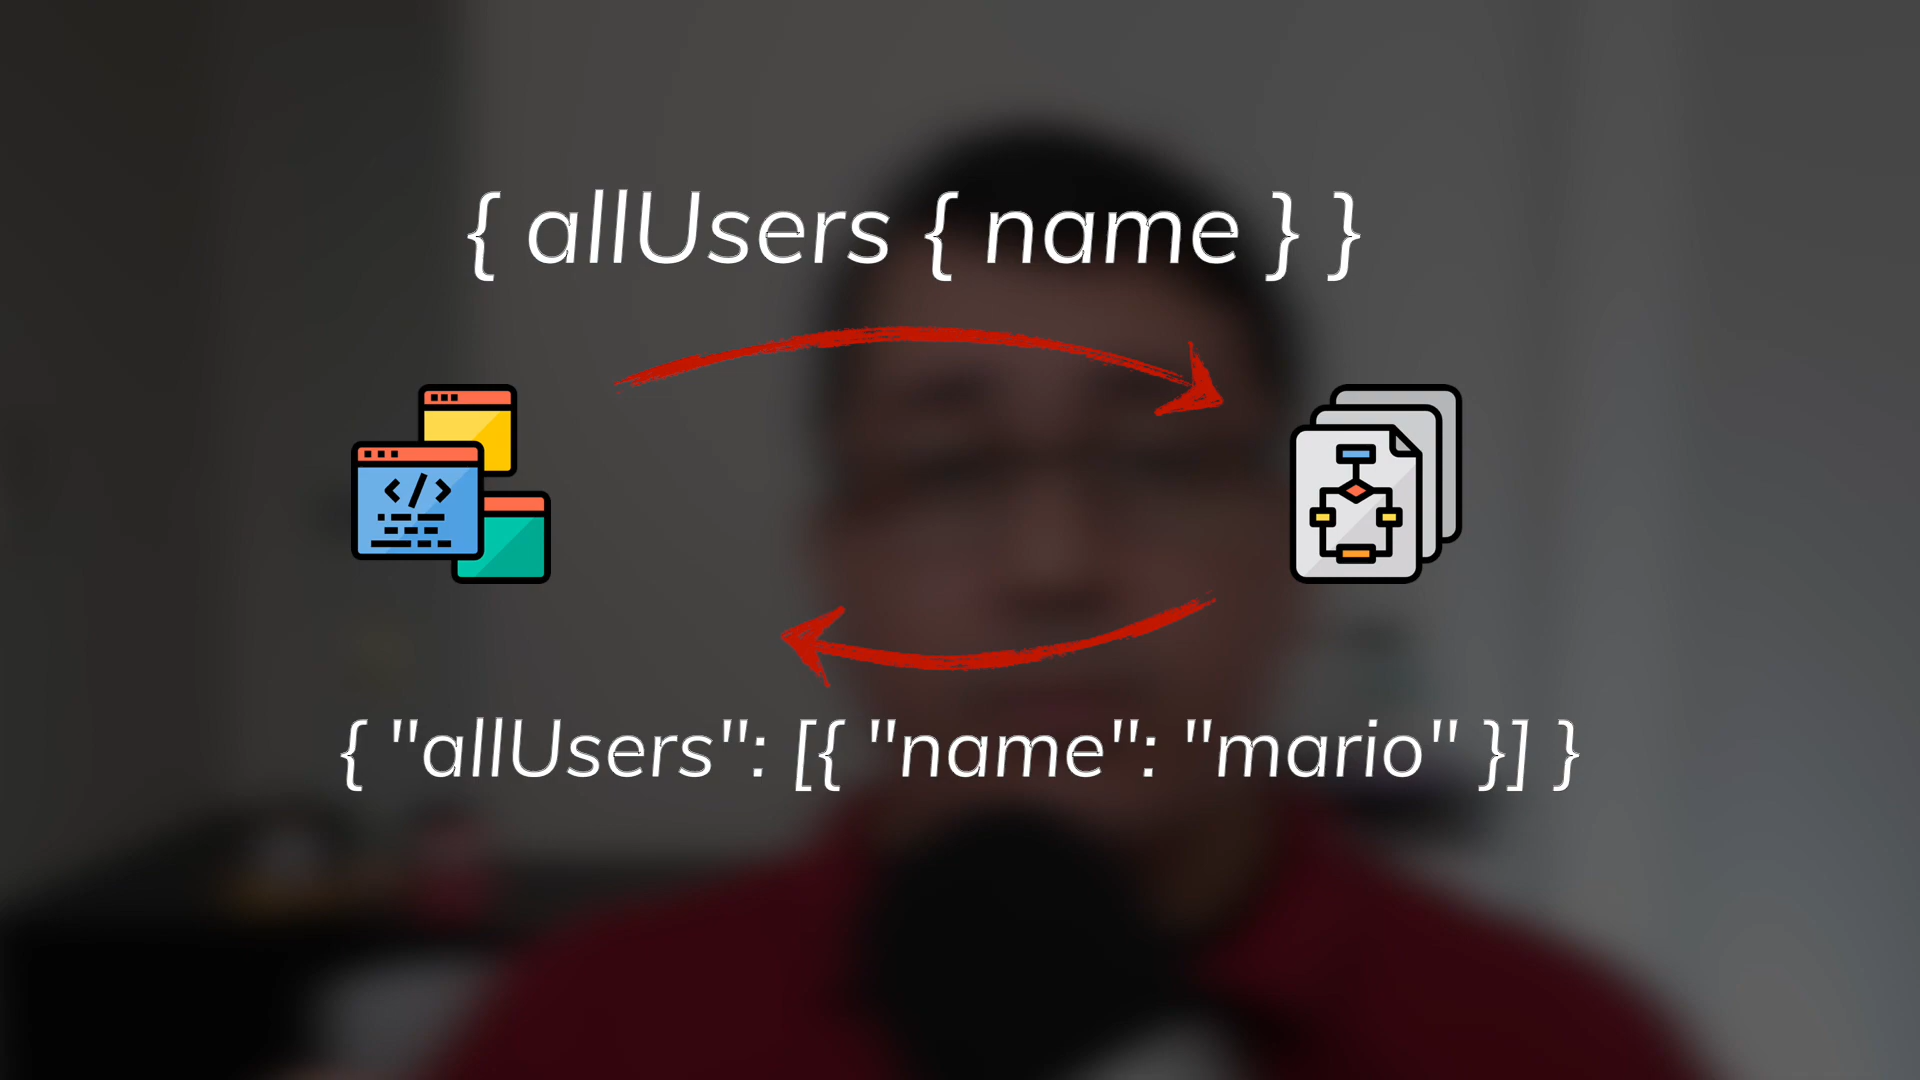 { allUsers { name } }
</>
{ "allUsers": [{ "name": "mario" }] }